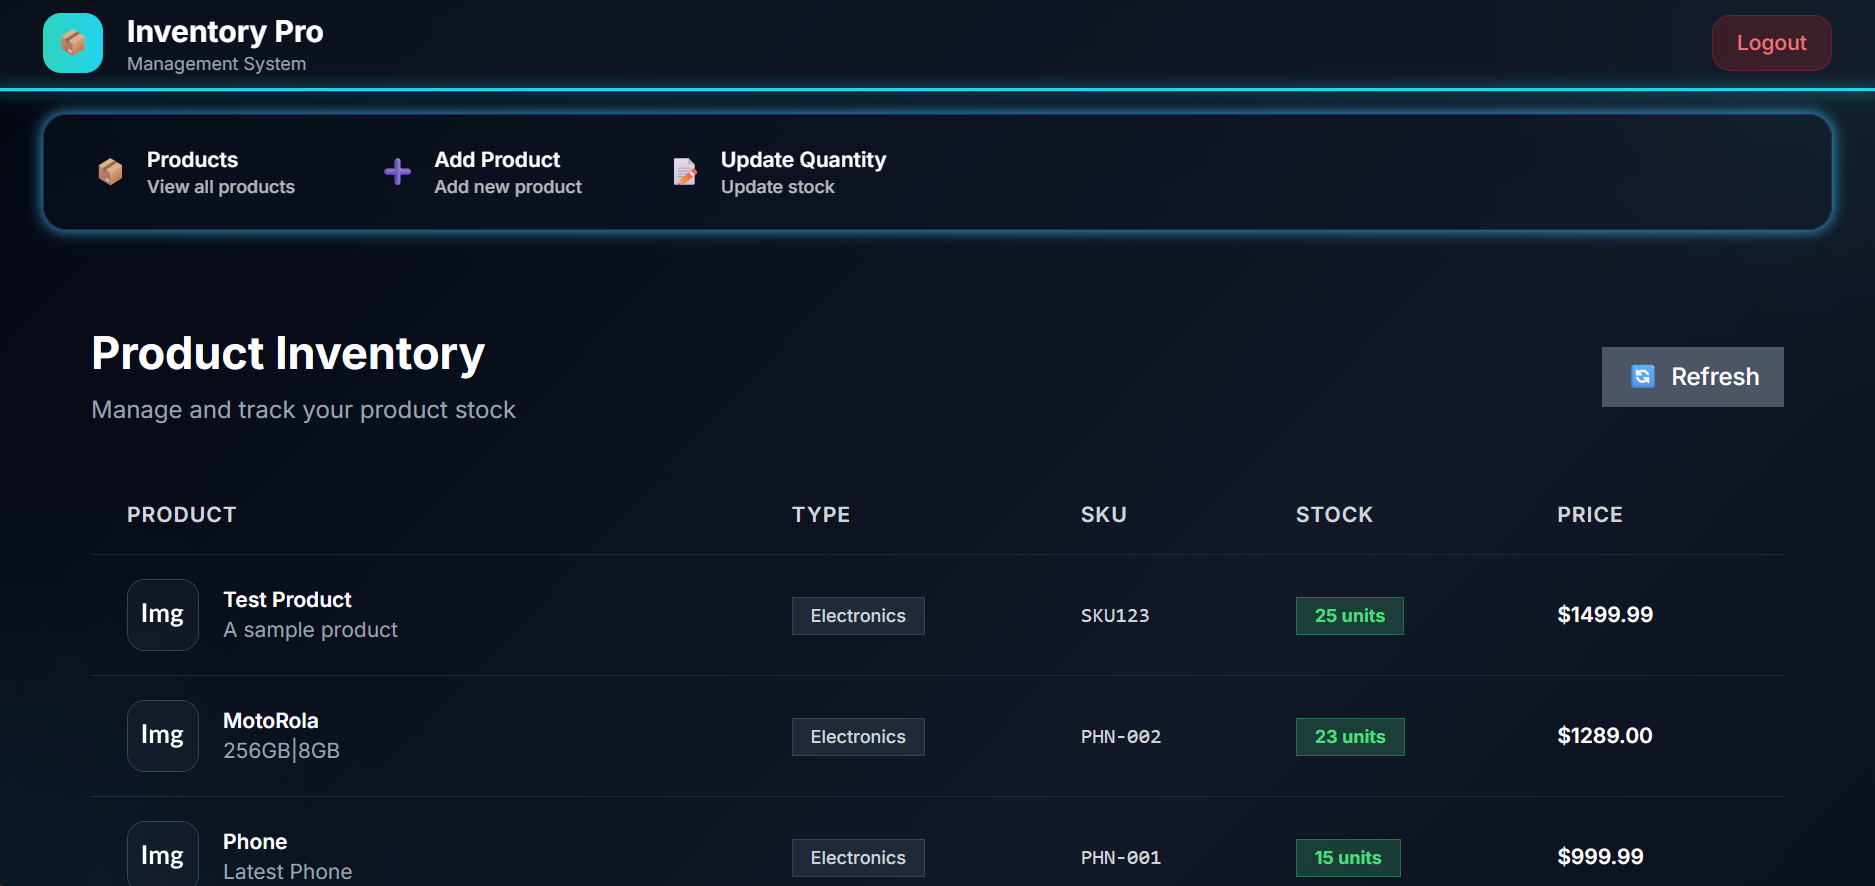 Inventory Pro
Management System
Logout
Products
View all products
Add Product
Add new product
Update Quantity
Update stock
Product Inventory
Manage and track your product stock
Refresh
PRODUCT TYPE SKU STOCK PRICE
Img Test Product
A sample product
Electronics SKU123 25 units $1499.99
Img MotoRola
256GB|8GB
Electronics PHN-002 23 units $1289.00
Img Phone
Latest Phone
Electronics PHN-001 15 units $999.99